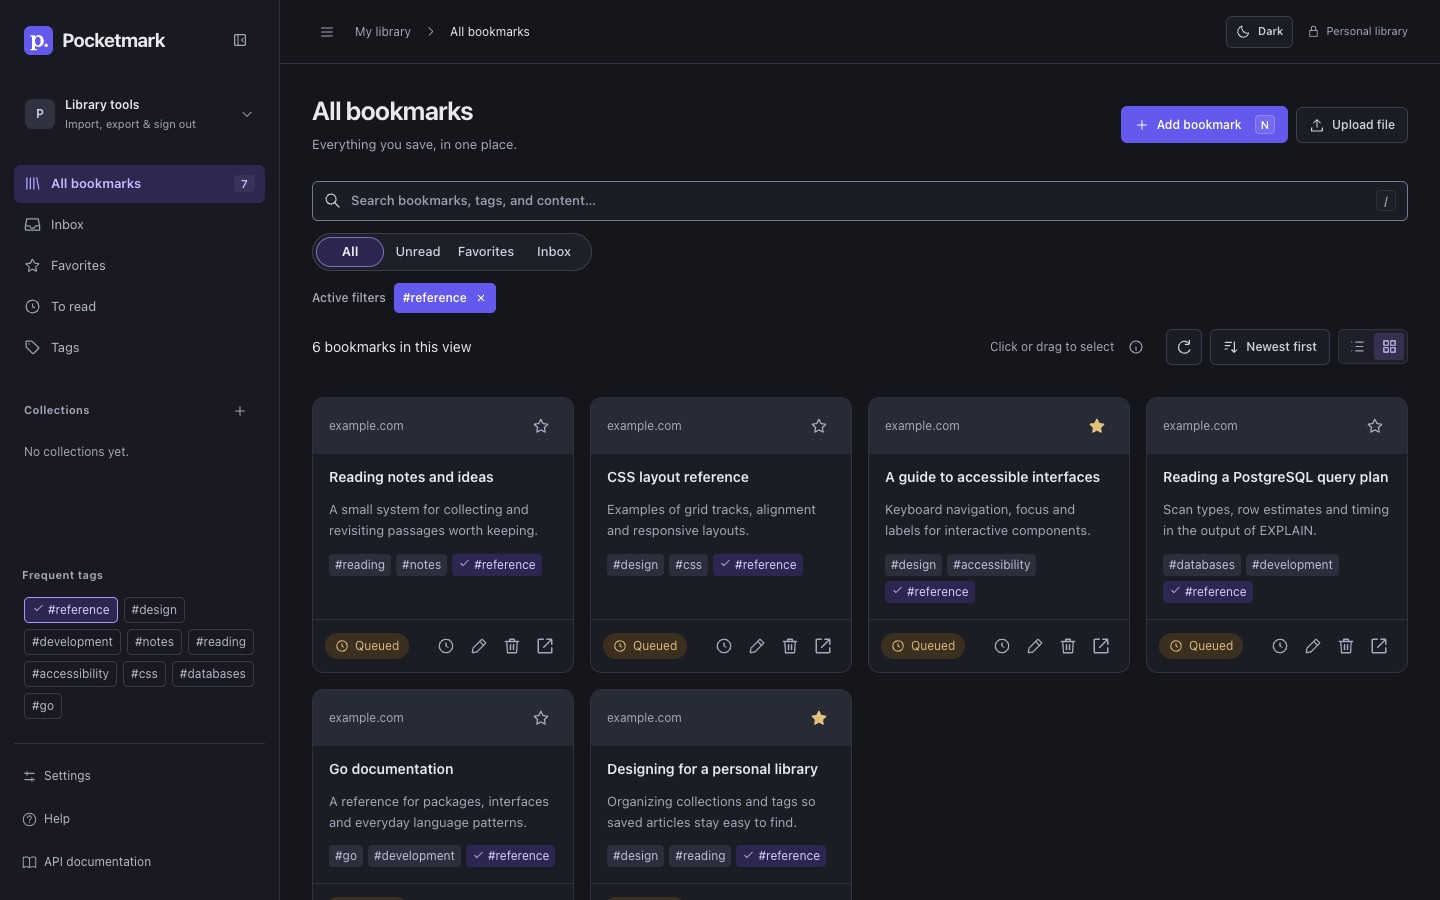 p. Pocketmark
P
Library tools
Import, export & sign out
All bookmarks 7
Inbox
Favorites
To read
Tags
Collections
No collections yet.
Frequent tags
#reference #design
#development #notes #reading
#accessibility #css #databases
#go
Settings
Help
API documentation
My library All bookmarks
Dark Personal library
All bookmarks
Everything you save, in one place.
Add bookmark N Upload file
Search bookmarks, tags, and content... /
All Unread Favorites Inbox
Active filters #reference ×
6 bookmarks in this view
Click or drag to select Newest first
example.com
Reading notes and ideas
A small system for collecting and
revisiting passages worth keeping.
#reading #notes #reference
Queued
example.com
CSS layout reference
Examples of grid tracks, alignment
and responsive layouts.
#design #css #reference
Queued
example.com
A guide to accessible interfaces
Keyboard navigation, focus and
labels for interactive components.
#design #accessibility
#reference
Queued
example.com
Reading a PostgreSQL query plan
Scan types, row estimates and timing
in the output of EXPLAIN.
#databases #development
#reference
Queued
example.com
Go documentation
A reference for packages, interfaces
and everyday language patterns.
#go #development #reference
example.com
Designing for a personal library
Organizing collections and tags so
saved articles stay easy to find.
#design #reading #reference